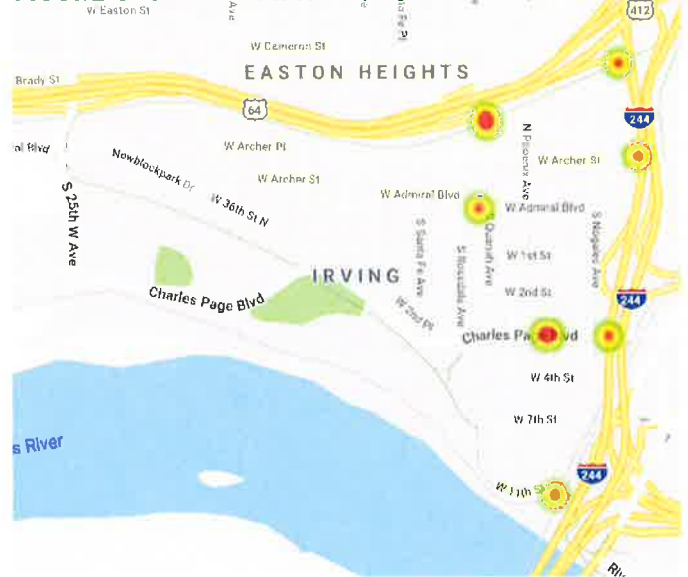 W Easton St
Ave
412
W Cameron St
EASTON HEIGHTS
Brady St
64
244
al Blvd
W Archer Pl
N Phoenix Ave
W Archer St
Newblockpark Dr
W Archer St
W Admiral Blvd
W Admiral Blvd
S 25th W Ave
W 36th St N
S Santa Fe Ave
S Rosedale Ave
S Quanah Ave
S Nogales Ave
W 1st St
IRVING
W 2nd St
244
Charles Page Blvd
W 2nd Pl
Charles Pa
vd
W 4th St
W 7th St
s River
244
W 11th S
Riv